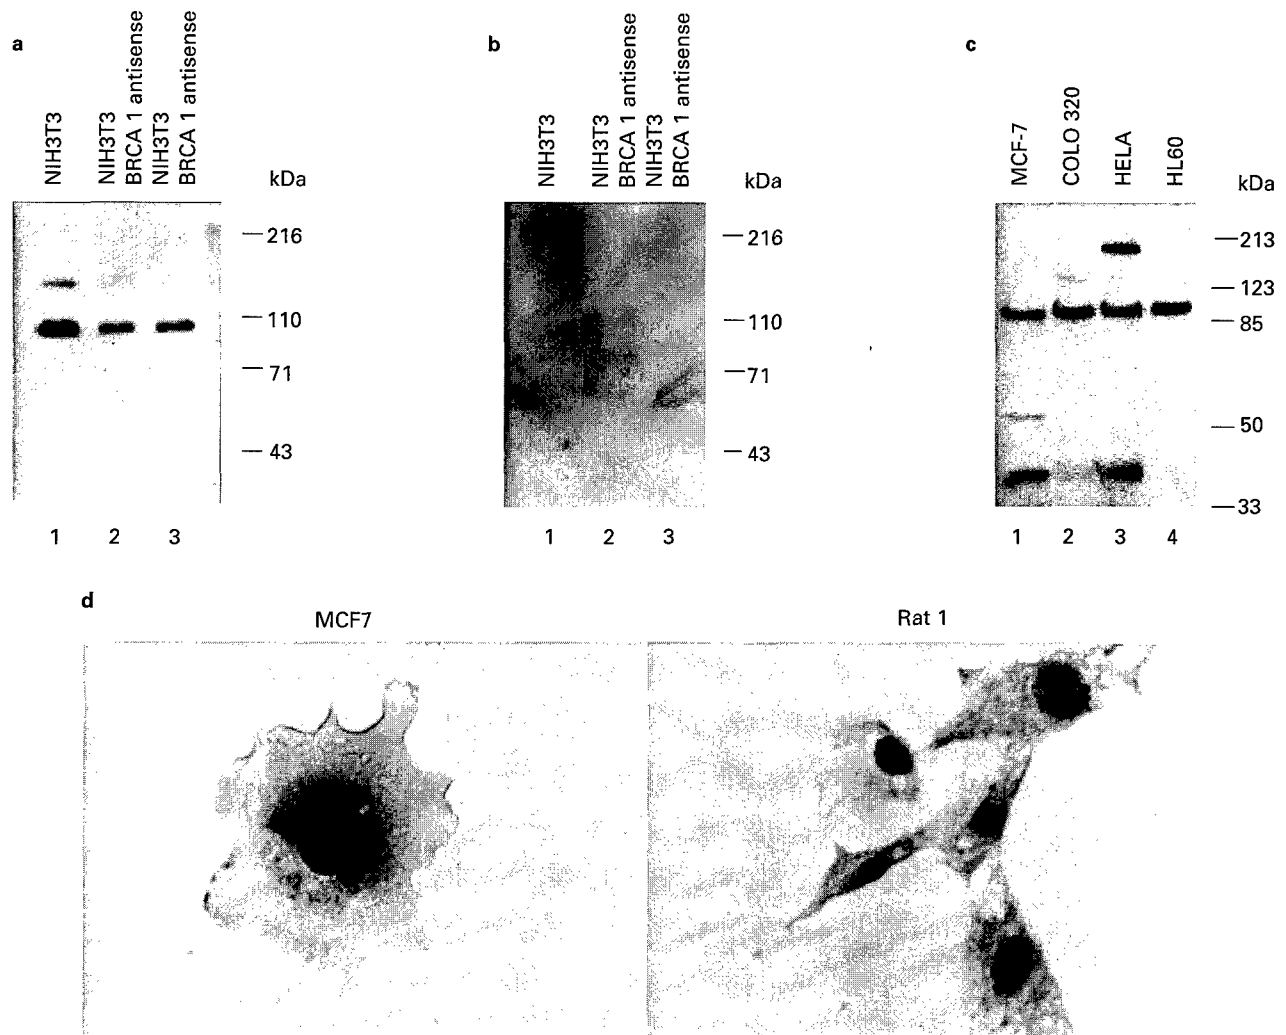 a
NIH3T3
NIH3T3
BRCA 1 antisense
NIH3T3
BRCA 1 antisense
kDa
216
110
71
43
1 2 3
b
NIH3T3
NIH3T3
BRCA 1 antisense
NIH3T3
BRCA 1 antisense
kDa
216
110
71
43
1 2 3
c
MCF-7
COLO 320
HELA
HL60
kDa
213
123
85
50
33
1 2 3 4
d
MCF7
Rat 1